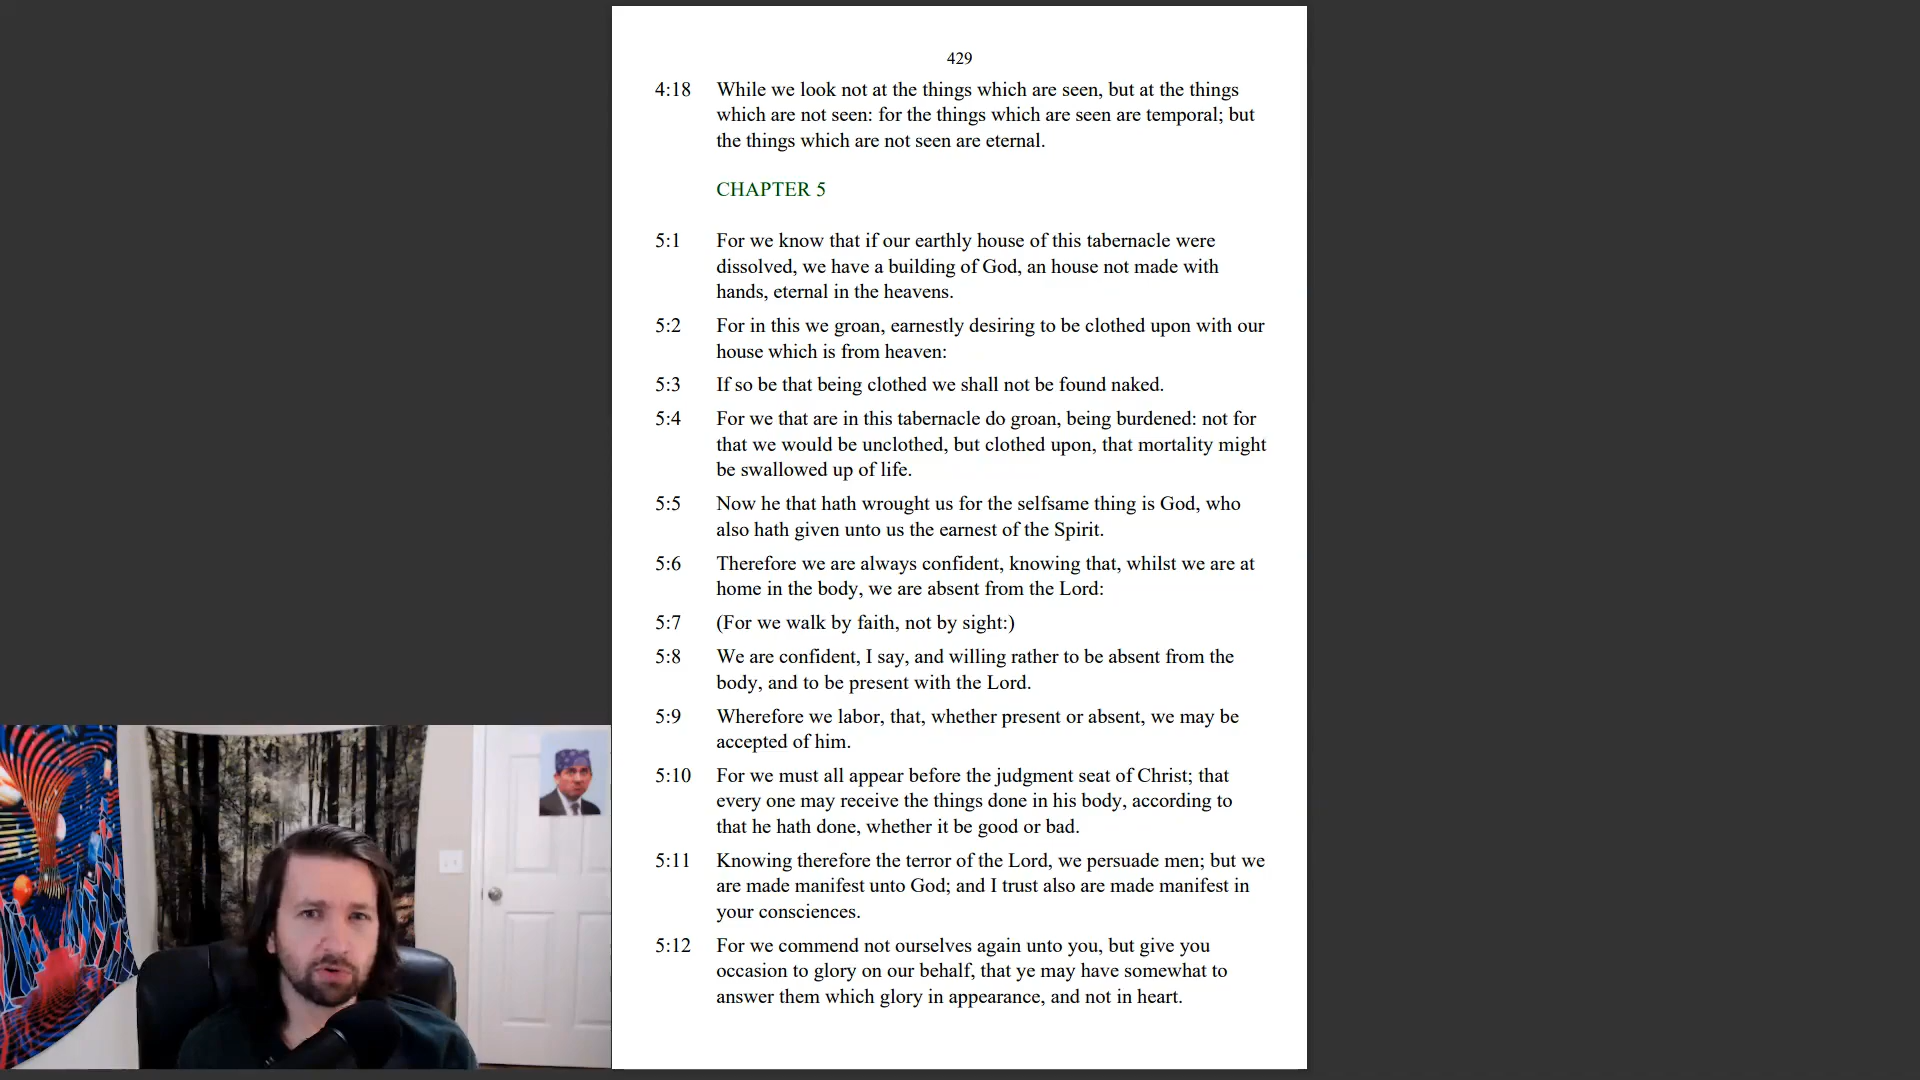 429
4:18 While we look not at the things which are seen, but at the things
which are not seen: for the things which are seen are temporal; but
the things which are not seen are eternal.
CHAPTER 5
5:1 For we know that if our earthly house of this tabernacle were
dissolved, we have a building of God, an house not made with
hands, eternal in the heavens.
5:2 For in this we groan, earnestly desiring to be clothed upon with our
house which is from heaven:
5:3 If so be that being clothed we shall not be found naked.
5:4 For we that are in this tabernacle do groan, being burdened: not for
that we would be unclothed, but clothed upon, that mortality might
be swallowed up of life.
5:5 Now he that hath wrought us for the selfsame thing is God, who
also hath given unto us the earnest of the Spirit.
5:6 Therefore we are always confident, knowing that, whilst we are at
home in the body, we are absent from the Lord:
5:7 (For we walk by faith, not by sight:)
5:8 We are confident, I say, and willing rather to be absent from the
body, and to be present with the Lord.
5:9 Wherefore we labor, that, whether present or absent, we may be
accepted of him.
5:10 For we must all appear before the judgment seat of Christ; that
every one may receive the things done in his body, according to
that he hath done, whether it be good or bad.
5:11 Knowing therefore the terror of the Lord, we persuade men; but we
are made manifest unto God; and I trust also are made manifest in
your consciences.
5:12 For we commend not ourselves again unto you, but give you
occasion to glory on our behalf, that ye may have somewhat to
answer them which glory in appearance, and not in heart.